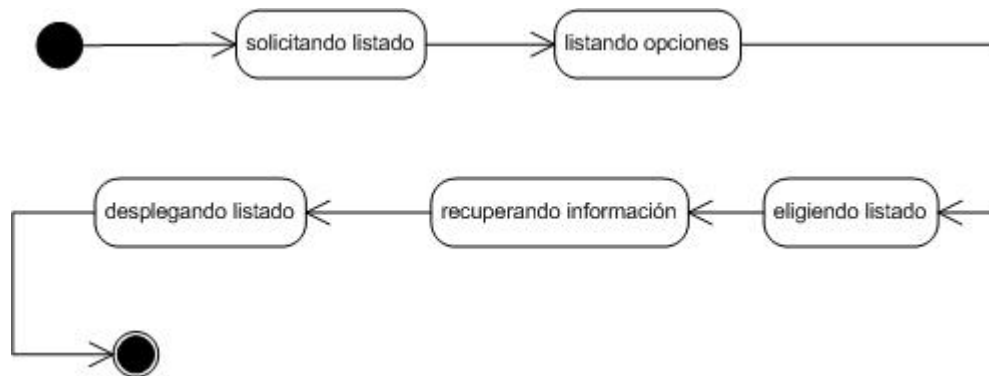 solicitando listado
listando opciones
desplegando listado
recuperando información
eligiendo listado